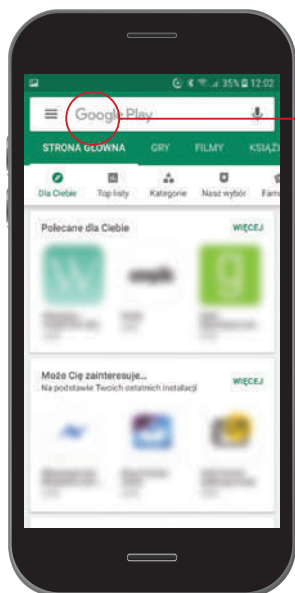 35% 12:02
Google Play
STRONA GŁÓWNA GRY FILMY KSIĄŻ
Dla Ciebie Top listy Kategorie Nasz wybór Fam
Polecane dla Ciebie WIĘCEJ
Może Cię zainteresuje...
Na podstawie Twoich ostatnich instalacji WIĘCEJ